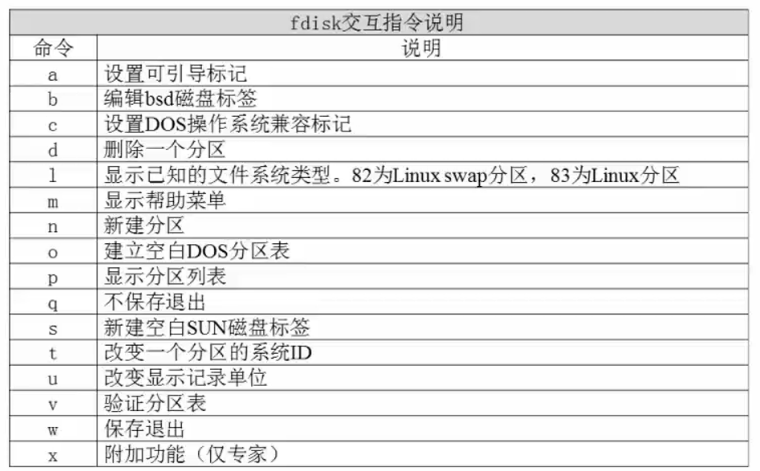 fdisk交互指令说明
命令 说明
a 设置可引导标记
b 编辑bsd磁盘标签
c 设置DOS操作系统兼容标记
d 删除一个分区
l 显示已知的文件系统类型。82为Linux swap分区，83为Linux分区
m 显示帮助菜单
n 新建分区
o 建立空白DOS分区表
p 显示分区列表
q 不保存退出
s 新建空白SUN磁盘标签
t 改变一个分区的系统ID
u 改变显示记录单位
v 验证分区表
w 保存退出
x 附加功能（仅专家）